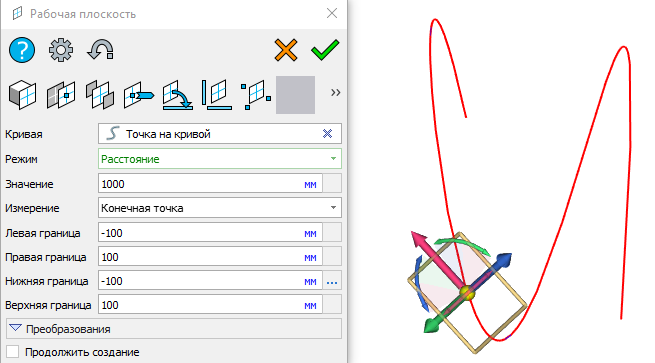 Рабочая плоскость
Кривая Точка на кривой
Режим Расстояние
Значение 1000 мм
Измерение Конечная точка
Левая граница -100 мм
Правая граница 100 мм
Нижняя граница -100 мм ...
Верхняя граница 100 мм
Преобразования
Продолжить создание